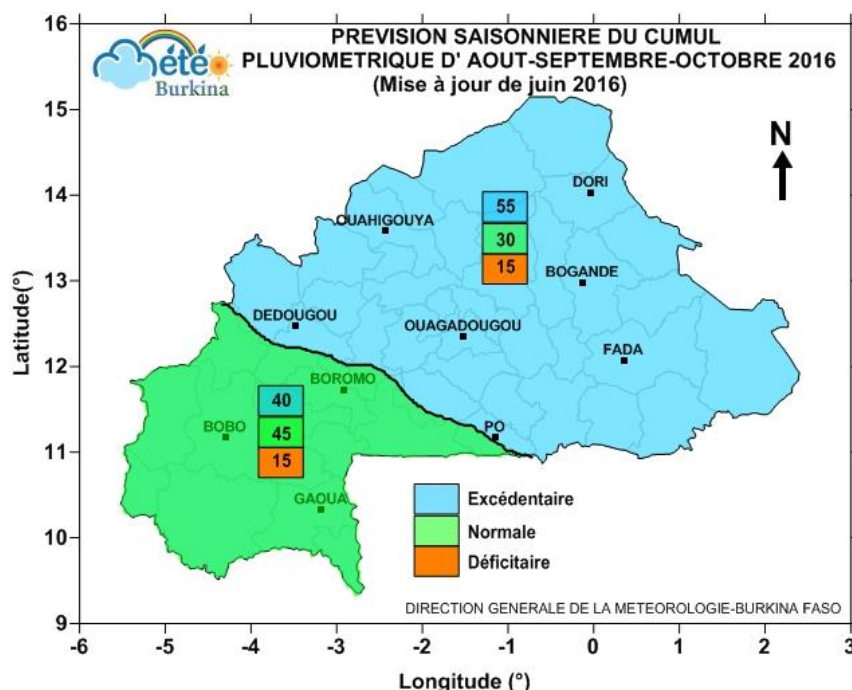 PREVISION SAISONNIERE DU CUMUL
PLUVIOMETRIQUE D' AOUT-SEPTEMBRE-OCTOBRE 2016
(Mise à jour de juin 2016)
été
Burkina
N
16
15
14
13
12
11
10
9
Latitude(°)
DORI
55
OUAHIGOUYA
30
15
BOGANDE
DEDOUGOU
OUAGADOUGOU
FADA
BOROMO
40
BOBO
45
PO
15
GAOUA
Excédentaire
Normale
Déficitaire
DIRECTION GENERALE DE LA METEOROLOGIE-BURKINA FASO
-6 -5 -4 -3 -2 -1 0 1 2 3
Longitude (°)